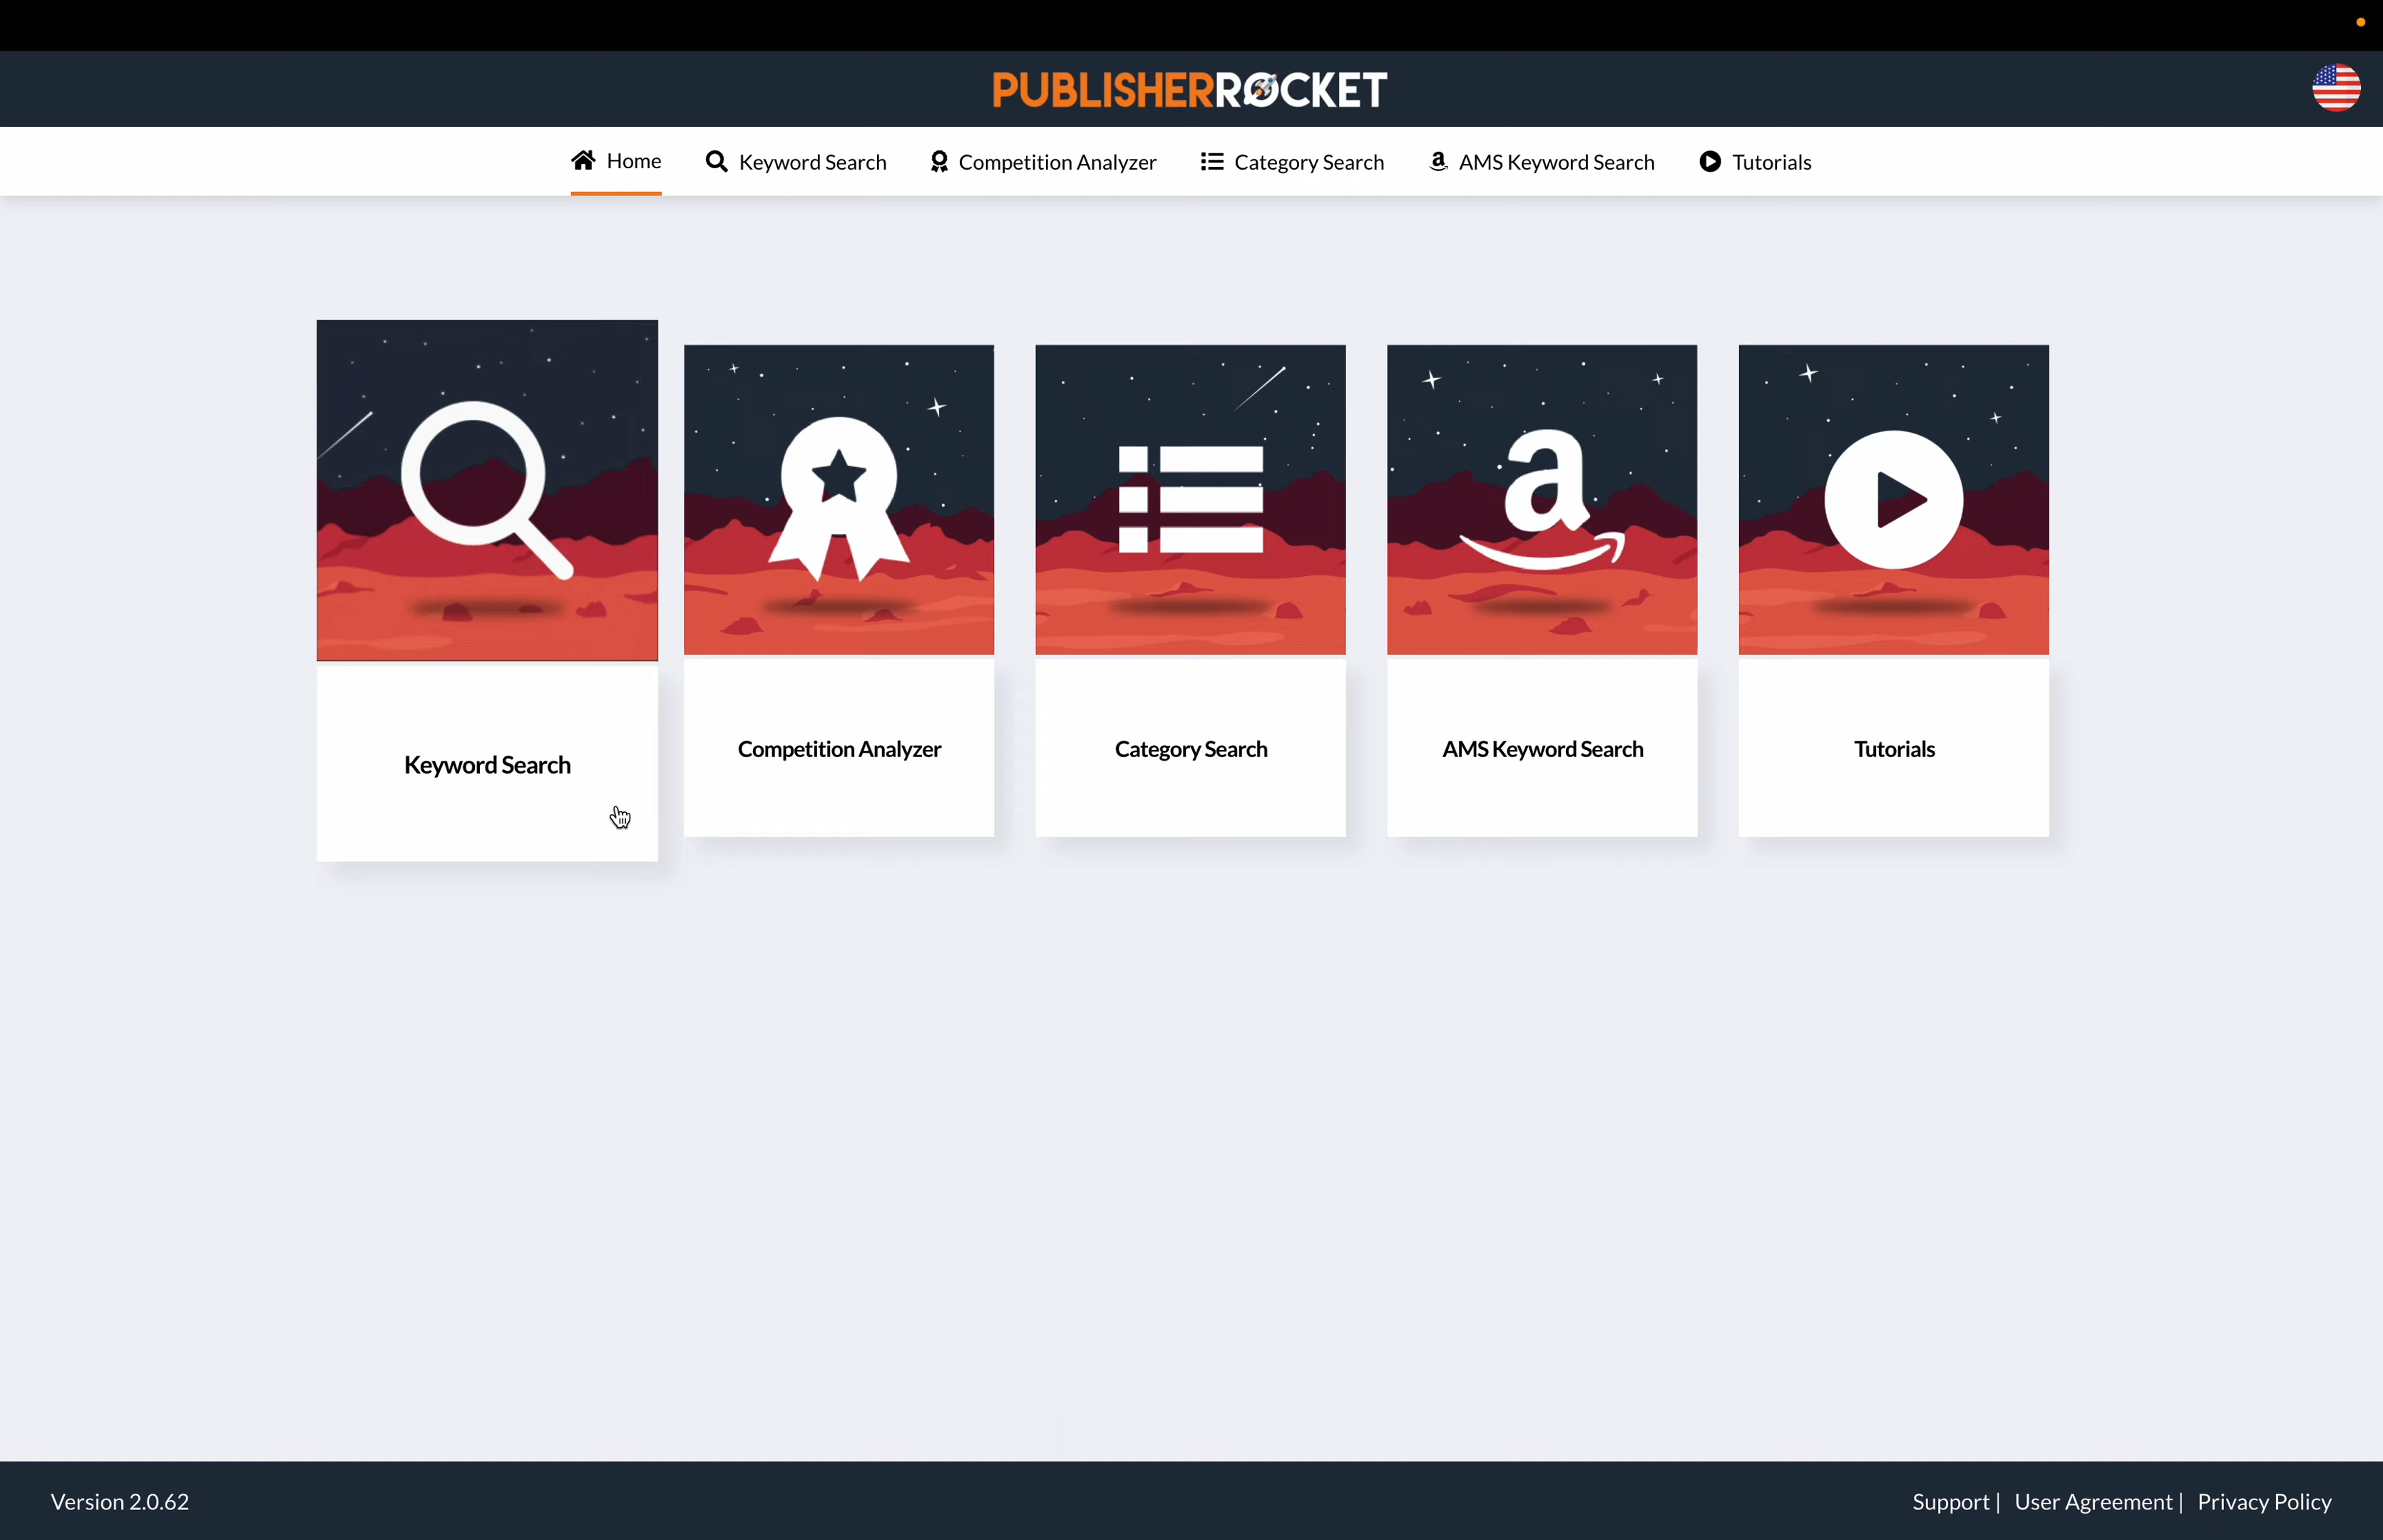 PUBLISHERROCKET
Home Keyword Search Competition Analyzer Category Search AMS Keyword Search Tutorials
Keyword Search
Competition Analyzer
Category Search
AMS Keyword Search
Tutorials
Version 2.0.62
Support | User Agreement | Privacy Policy